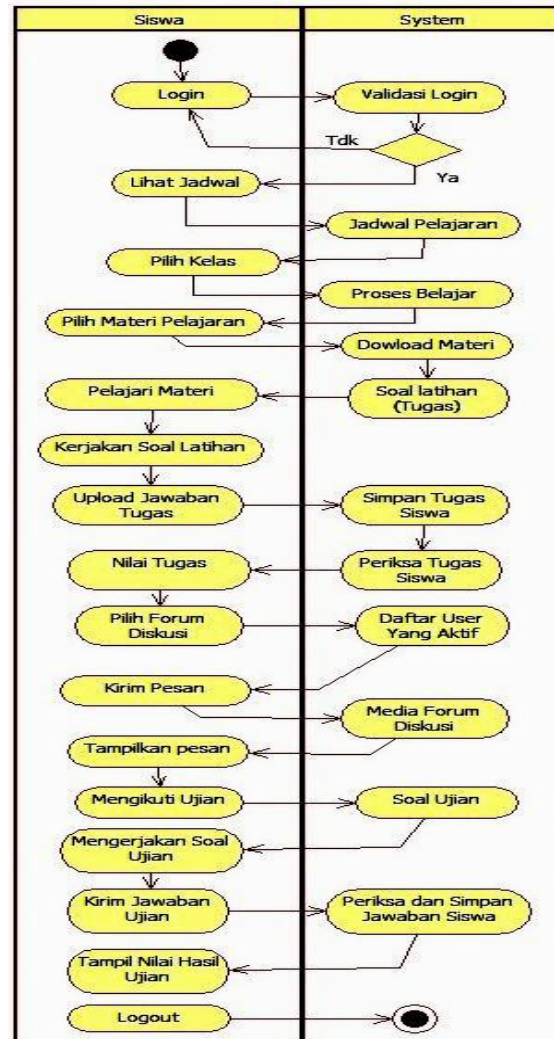 Siswa
System
Login
Validasi Login
Tdk
Ya
Lihat Jadwal
Jadwal Pelajaran
Pilih Kelas
Proses Belajar
Pilih Materi Pelajaran
Dowload Materi
Soal latihan
(Tugas)
Pelajari Materi
Kerjakan Soal Latihan
Upload Jawaban
Tugas
Simpan Tugas
Siswa
Periksa Tugas
Siswa
Nilai Tugas
Pilih Forum
Diskusi
Daftar User
Yang Aktif
Kirim Pesan
Media Forum
Diskusi
Tampilkan pesan
Mengikuti Ujian
Soal Ujian
Mengerjakan Soal
Ujian
Kirim Jawaban
Ujian
Periksa dan Simpan
Jawaban Siswa
Tampil Nilai Hasil
Ujian
Logout